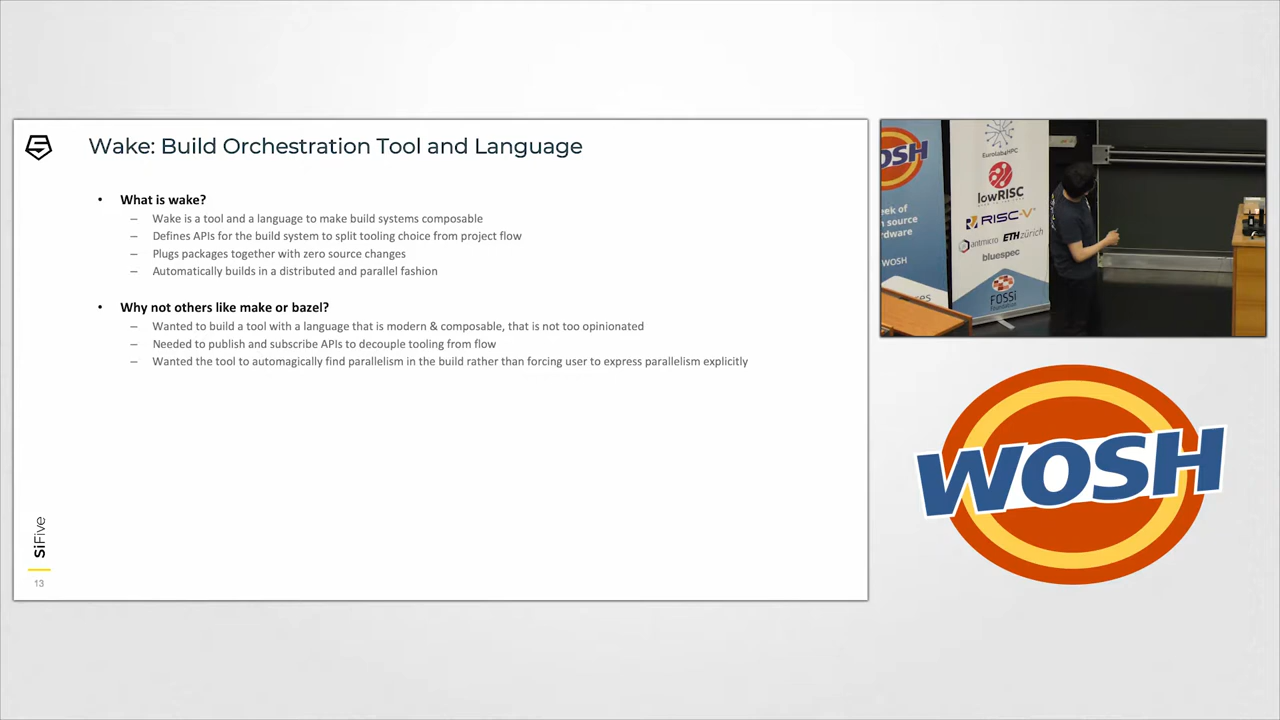 Wake: Build Orchestration Tool and Language
• What is wake?
– Wake is a tool and a language to make build systems composable
– Defines APIs for the build system to split tooling choice from project flow
– Plugs packages together with zero source changes
– Automatically builds in a distributed and parallel fashion
• Why not others like make or bazel?
– Wanted to build a tool with a language that is modern & composable, that is not too opinionated
– Needed to publish and subscribe APIs to decouple tooling from flow
– Wanted the tool to automagically find parallelism in the build rather than forcing user to express parallelism explicitly
SiFive
13
OSH
eek of
WOSH
Eurolab4HPC
lowRISC
RISC-V
antmicro ETH zürich
bluespec
FOSSi
Foundation
WOSH